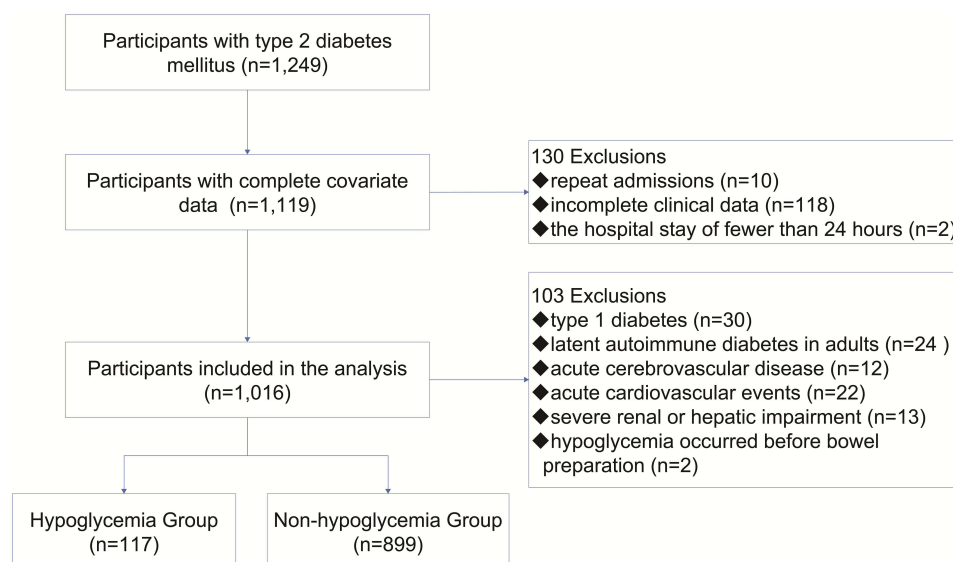 Participants with type 2 diabetes
mellitus (n=1,249)
Participants with complete covariate
data (n=1,119)
130 Exclusions
◆repeat admissions (n=10)
◆incomplete clinical data (n=118)
◆the hospital stay of fewer than 24 hours (n=2)
103 Exclusions
◆type 1 diabetes (n=30)
◆latent autoimmune diabetes in adults (n=24 )
◆acute cerebrovascular disease (n=12)
◆acute cardiovascular events (n=22)
◆severe renal or hepatic impairment (n=13)
◆hypoglycemia occurred before bowel
preparation (n=2)
Participants included in the analysis
(n=1,016)
Hypoglycemia Group
(n=117)
Non-hypoglycemia Group
(n=899)